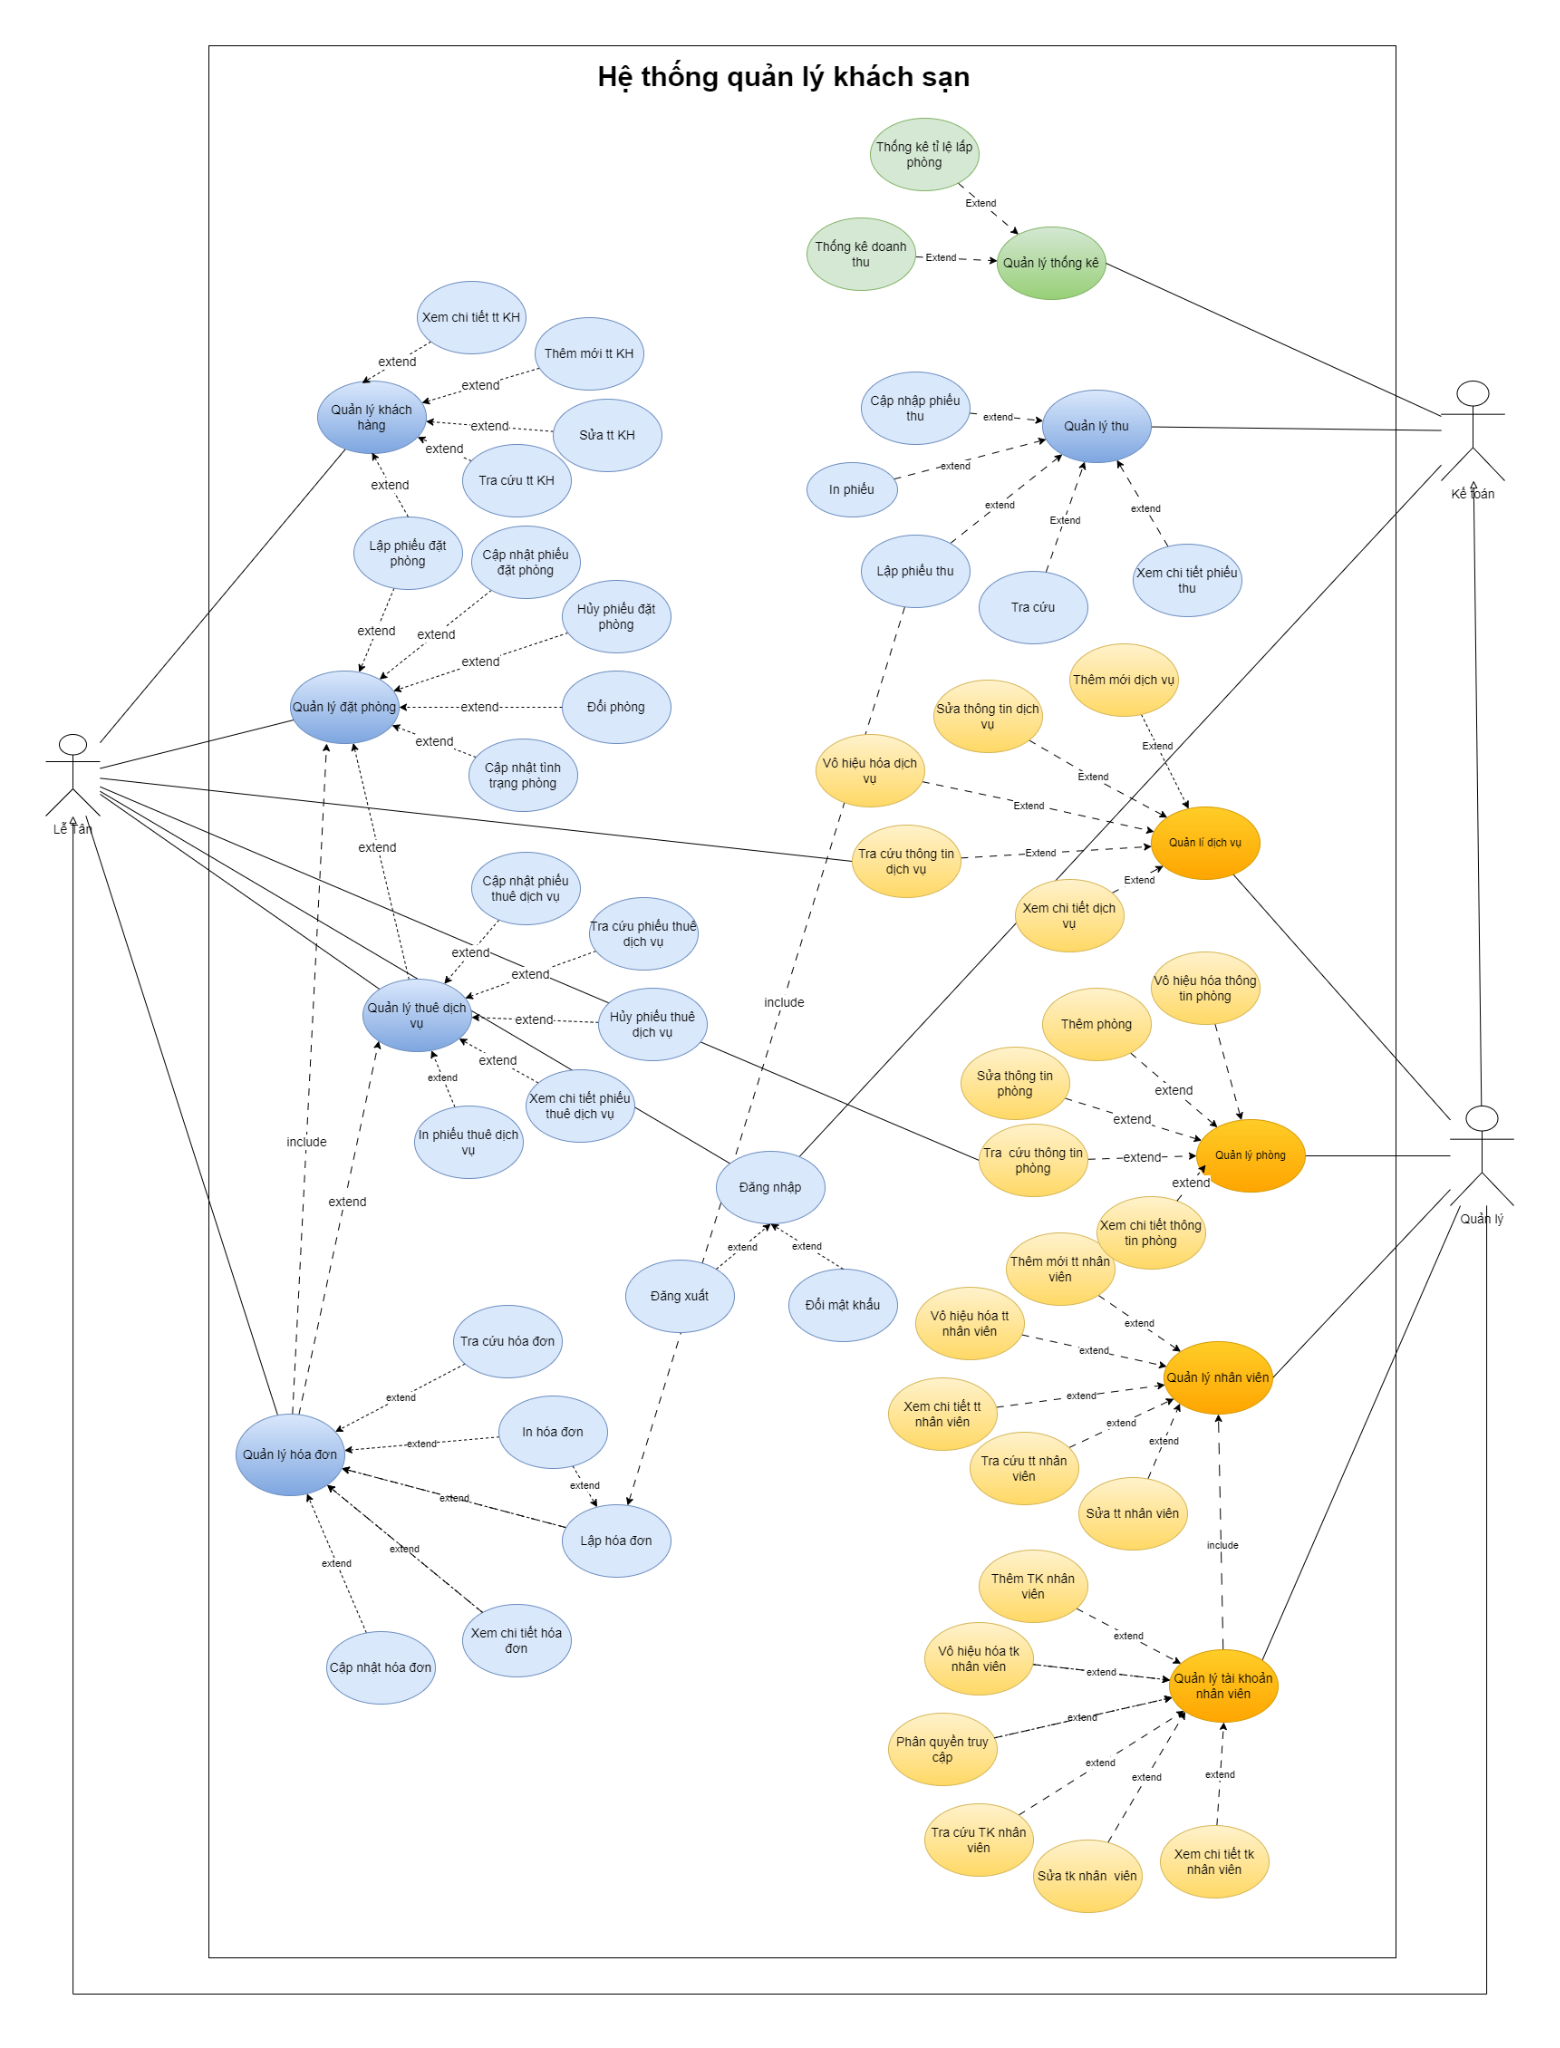 Hệ thống quản lý khách sạn
Thống kê tỉ lệ lấp
phòng
Extend
Thống kê doanh
thu
Extend
Quản lý thống kê
Xem chi tiết tt KH
extend
Thêm mới tt KH
extend
Quản lý khách
hàng
extend
Sửa tt KH
extend
Tra cứu tt KH
extend
Cập nhập phiếu
thu
extend
Quản lý thu
In phiếu
extend
extend
Extend
extend
Kế toán
Lập phiếu đặt
phòng
Cập nhật phiếu
đặt phòng
Lập phiếu thu
Tra cứu
Xem chi tiết phiếu
thu
extend
extend
Hủy phiếu đặt
phòng
extend
Quản lý đặt phòng
extend
Đổi phòng
extend
Cập nhật tình
trạng phòng
Thêm mới dịch vụ
Sửa thông tin dịch
vụ
Extend
Vô hiệu hóa dịch
vụ
Extend
Extend
Lễ Tân
Tra cứu thông tin
dịch vụ
Extend
Quản lí dịch vụ
Extend
Xem chi tiết dịch
vụ
extend
Cập nhật phiếu
thuê dịch vụ
Tra cứu phiếu thuê
dịch vụ
extend
extend
Quản lý thuê dịch
vụ
extend
Hủy phiếu thuê
dịch vụ
include
extend
extend
Xem chi tiết phiếu
thuê dịch vụ
In phiếu thuê dịch
vụ
include
extend
Vô hiệu hóa thông
tin phòng
Thêm phòng
Sửa thông tin
phòng
extend
extend
Tra  cứu thông tin
phòng
extend
Quản lý phòng
extend
Xem chi tiết thông
tin phòng
Quản lý
Đăng nhập
extend
extend
Đăng xuất
Đổi mật khẩu
Thêm mới tt nhân
viên
Vô hiệu hóa tt
nhân viên
extend
extend
Xem chi tiết tt
nhân viên
extend
Quản lý nhân viên
extend
extend
Tra cứu tt nhân
viên
Sửa tt nhân viên
Tra cứu hóa đơn
extend
In hóa đơn
extend
Quản lý hóa đơn
extend
extend
Lập hóa đơn
extend
extend
Xem chi tiết hóa
đơn
Cập nhật hóa đơn
include
Thêm TK nhân
viên
extend
Vô hiệu hóa tk
nhân viên
extend
Quản lý tài khoản
nhân viên
Phân quyền truy
cập
extend
extend
extend
extend
Tra cứu TK nhân
viên
Sửa tk nhân  viên
Xem chi tiết tk
nhân viên